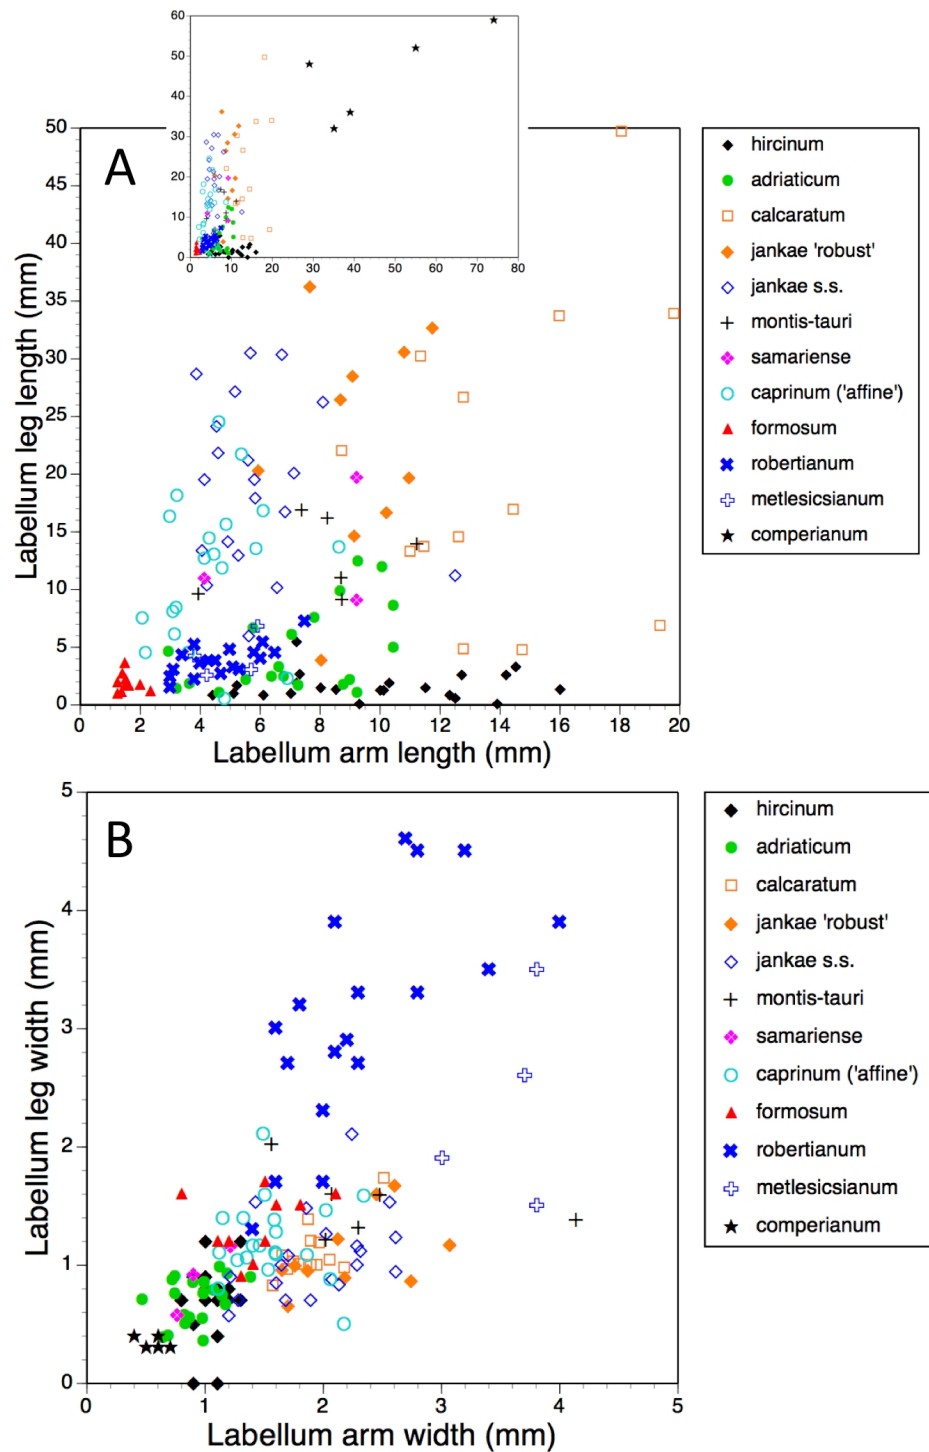 60
50
40
30
20
10
0
0 10 20 30 40 50 60 70 80
A
50
45
40
35
30
25
20
15
10
5
0
0 2 4 6 8 10 12 14 16 18 20
Labellum leg length (mm)
Labellum arm length (mm)
hircinum
adriaticum
calcaratum
jankae 'robust'
jankae s.s.
montis-tauri
samariense
caprinum ('affine')
formosum
robertianum
metlesicsianum
comperianum
B
5
4
3
2
1
0
0 1 2 3 4 5
Labellum leg width (mm)
Labellum arm width (mm)
hircinum
adriaticum
calcaratum
jankae 'robust'
jankae s.s.
montis-tauri
samariense
caprinum ('affine')
formosum
robertianum
metlesicsianum
comperianum